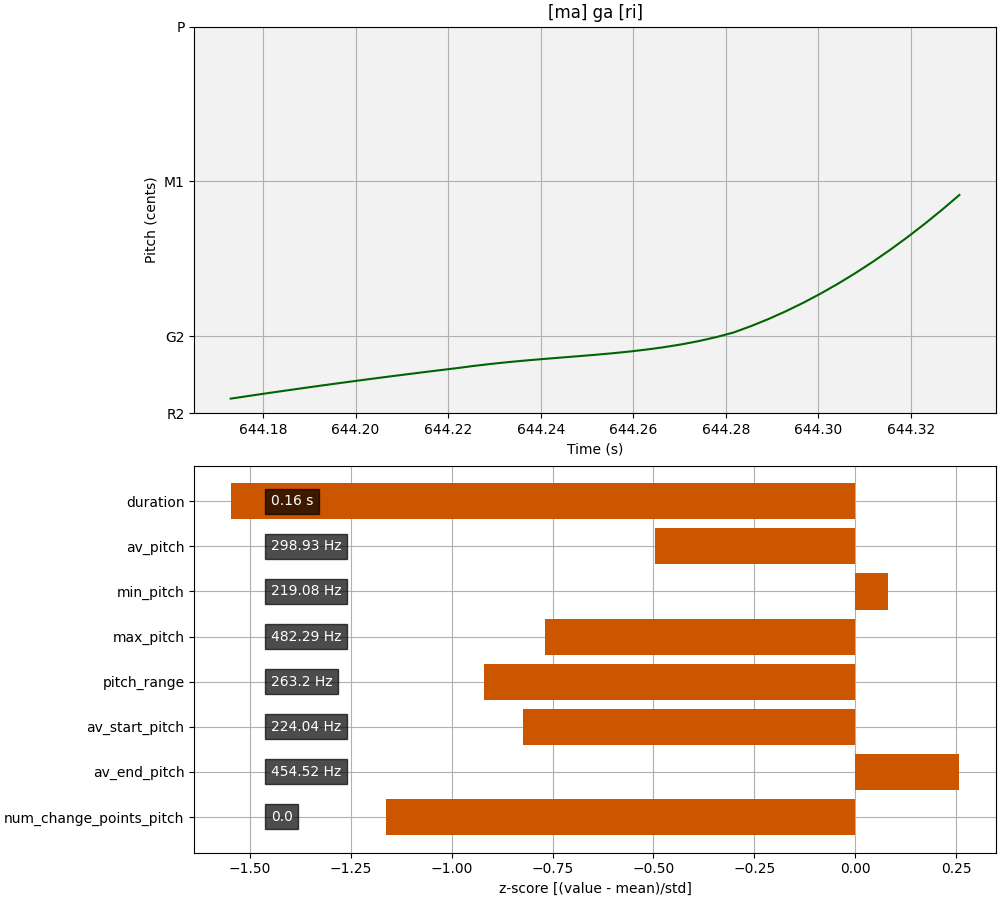 [ma] ga [ri]
P
M1
G2
R2
Pitch (cents)
644.18 644.20 644.22 644.24 644.26 644.28 644.30 644.32
Time (s)
duration 0.16 s
av_pitch 298.93 Hz
min_pitch 219.08 Hz
max_pitch 482.29 Hz
pitch_range 263.2 Hz
av_start_pitch 224.04 Hz
av_end_pitch 454.52 Hz
num_change_points_pitch 0.0
−1.50 −1.25 −1.00 −0.75 −0.50 −0.25 0.00 0.25
z-score [(value - mean)/std]